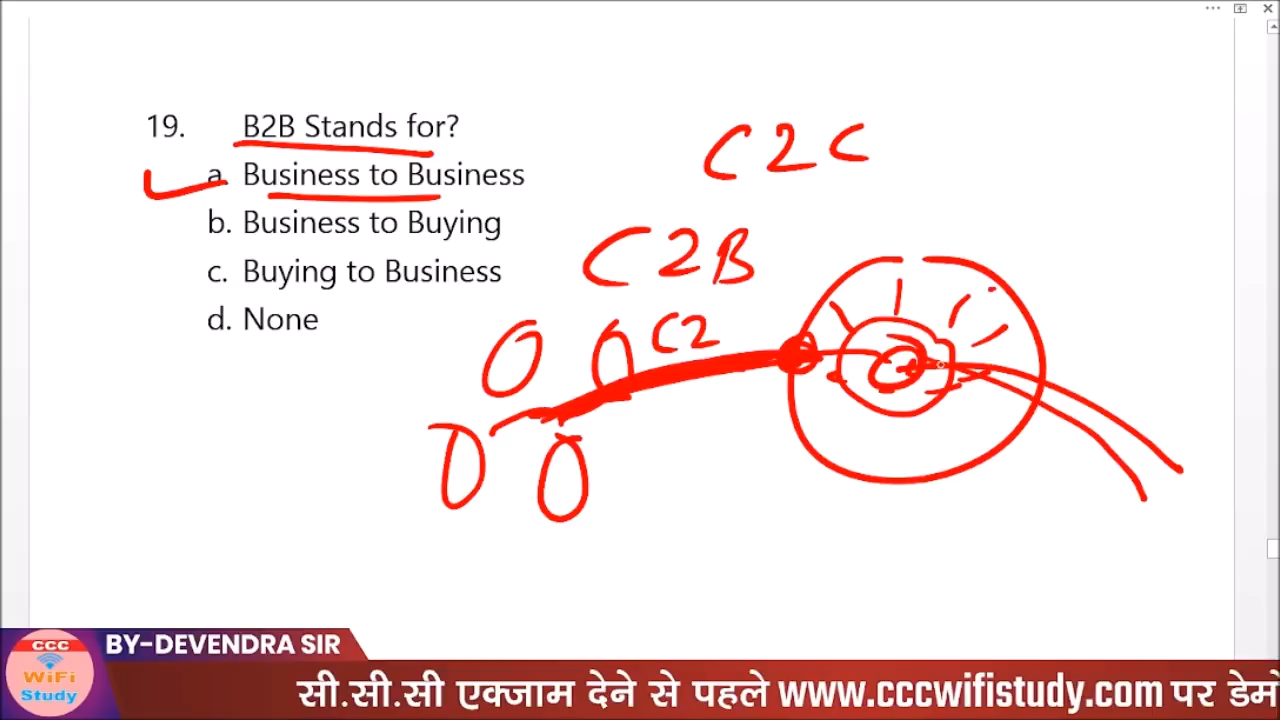 19. B2B Stands for?
a. Business to Business
b. Business to Buying
c. Buying to Business
d. None
C2C
C2B
C2
CCC
WiFi
Study
BY-DEVENDRA SIR
सी.सी.सी एक्जाम देने से पहले www.cccwifistudy.com पर डेमो